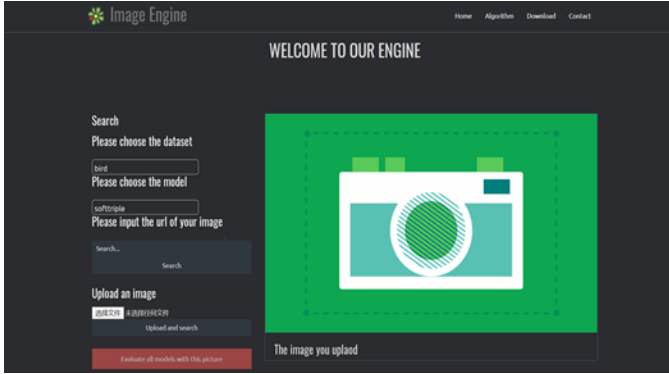 Image Engine
Home Algorithm Download Contact
WELCOME TO OUR ENGINE
Search
Please choose the dataset
bird
Please choose the model
softtriple
Please input the url of your image
Search...
Search
Upload an image
选择文件 未选择任何文件
Upload and search
Evaluate all models with this picture
The image you uplaod